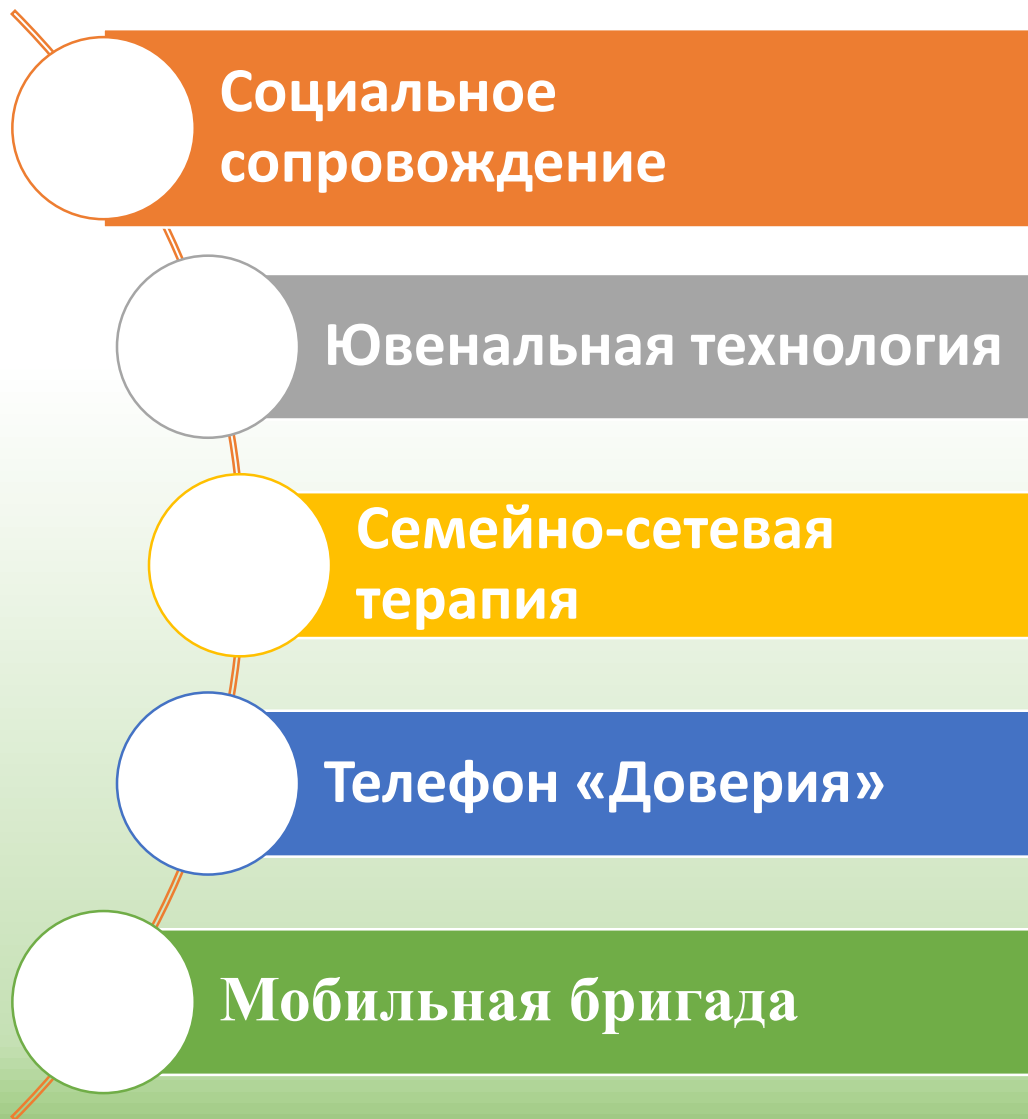 Социальное
сопровождение
Ювенальная технология
Семейно-сетевая
терапия
Телефон «Доверия»
Мобильная бригада